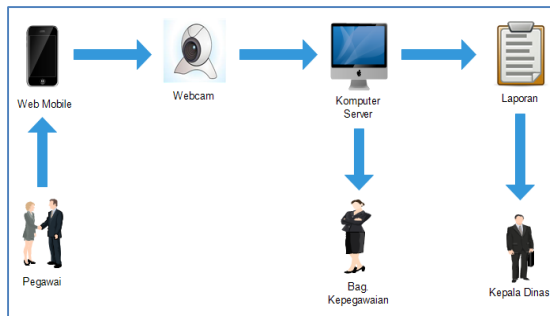 Web Mobile
Webcam
Komputer
Server
Laporan
Pegawai
Bag.
Kepegawaian
Kepala Dinas